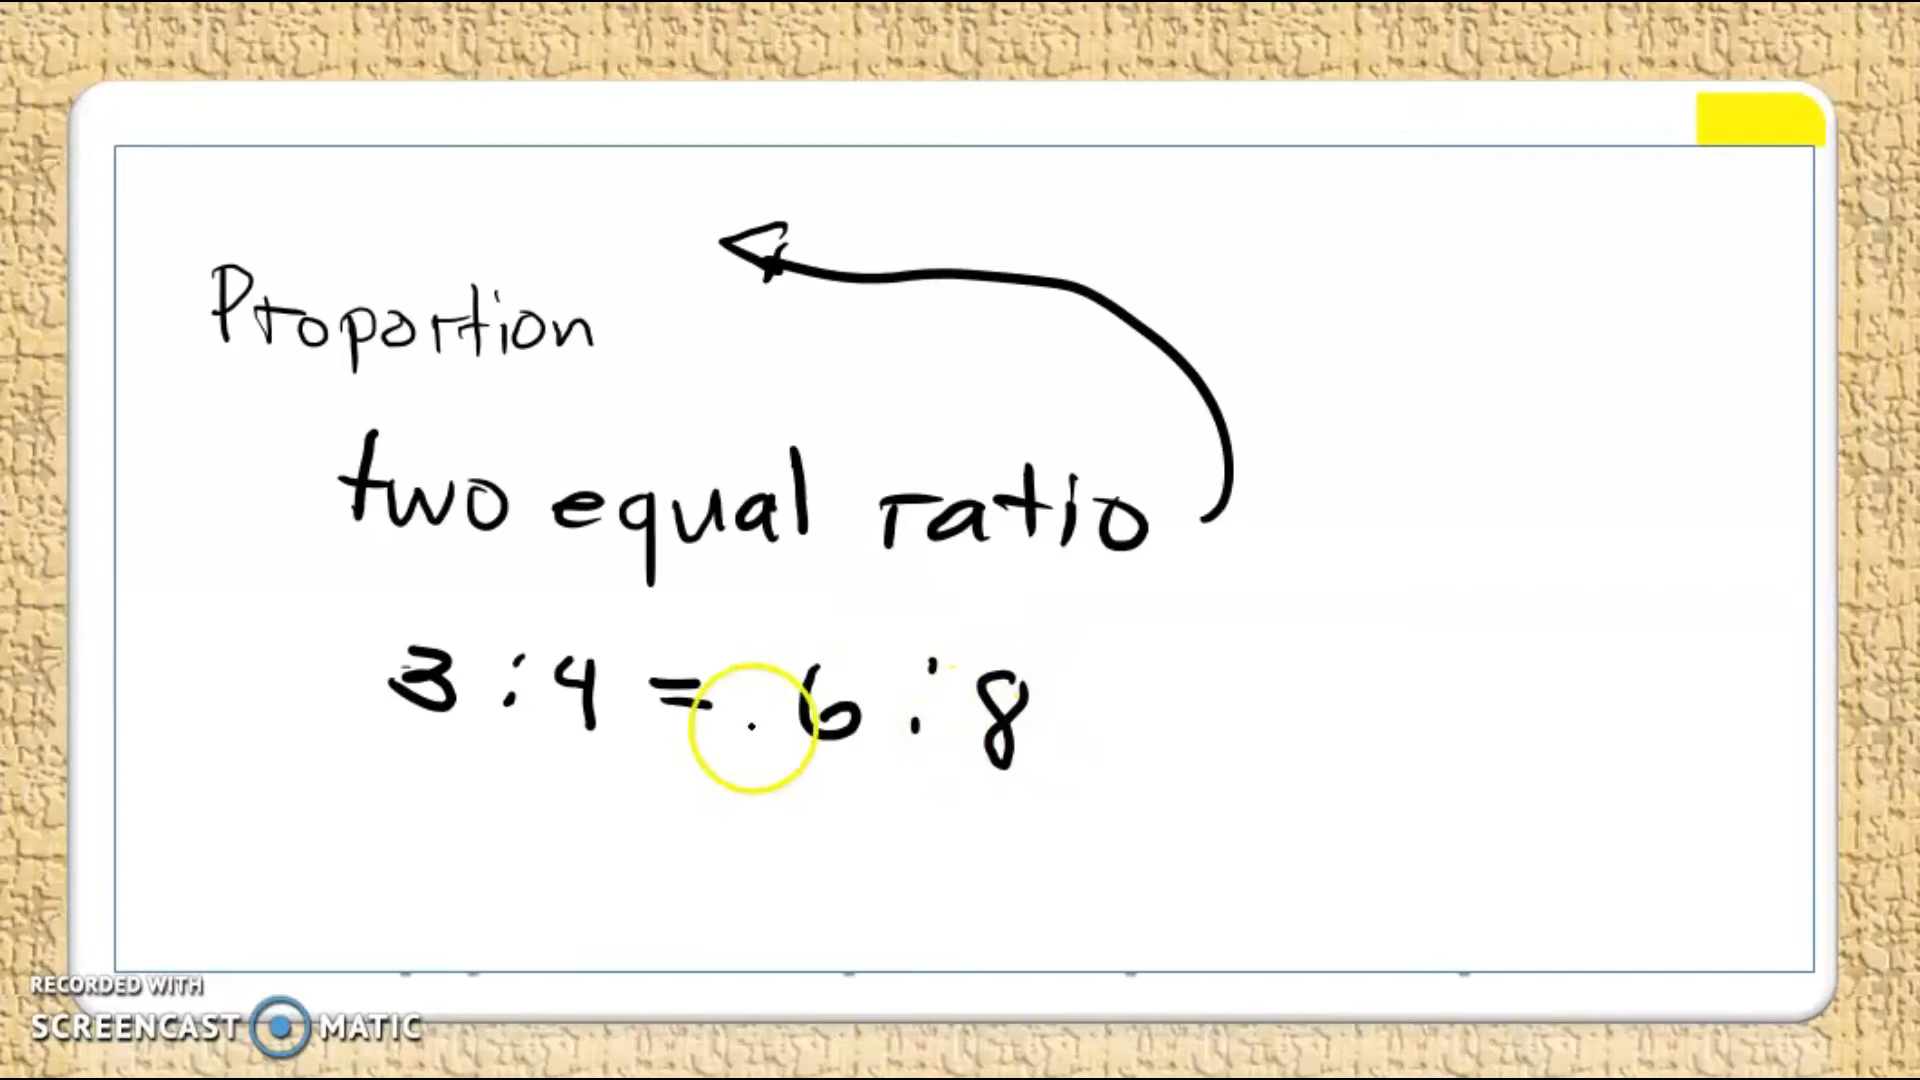 Proportion
two equal ratio
3 : 4 = 6 : 8
RECORDED WITH
SCREENCAST MATIC